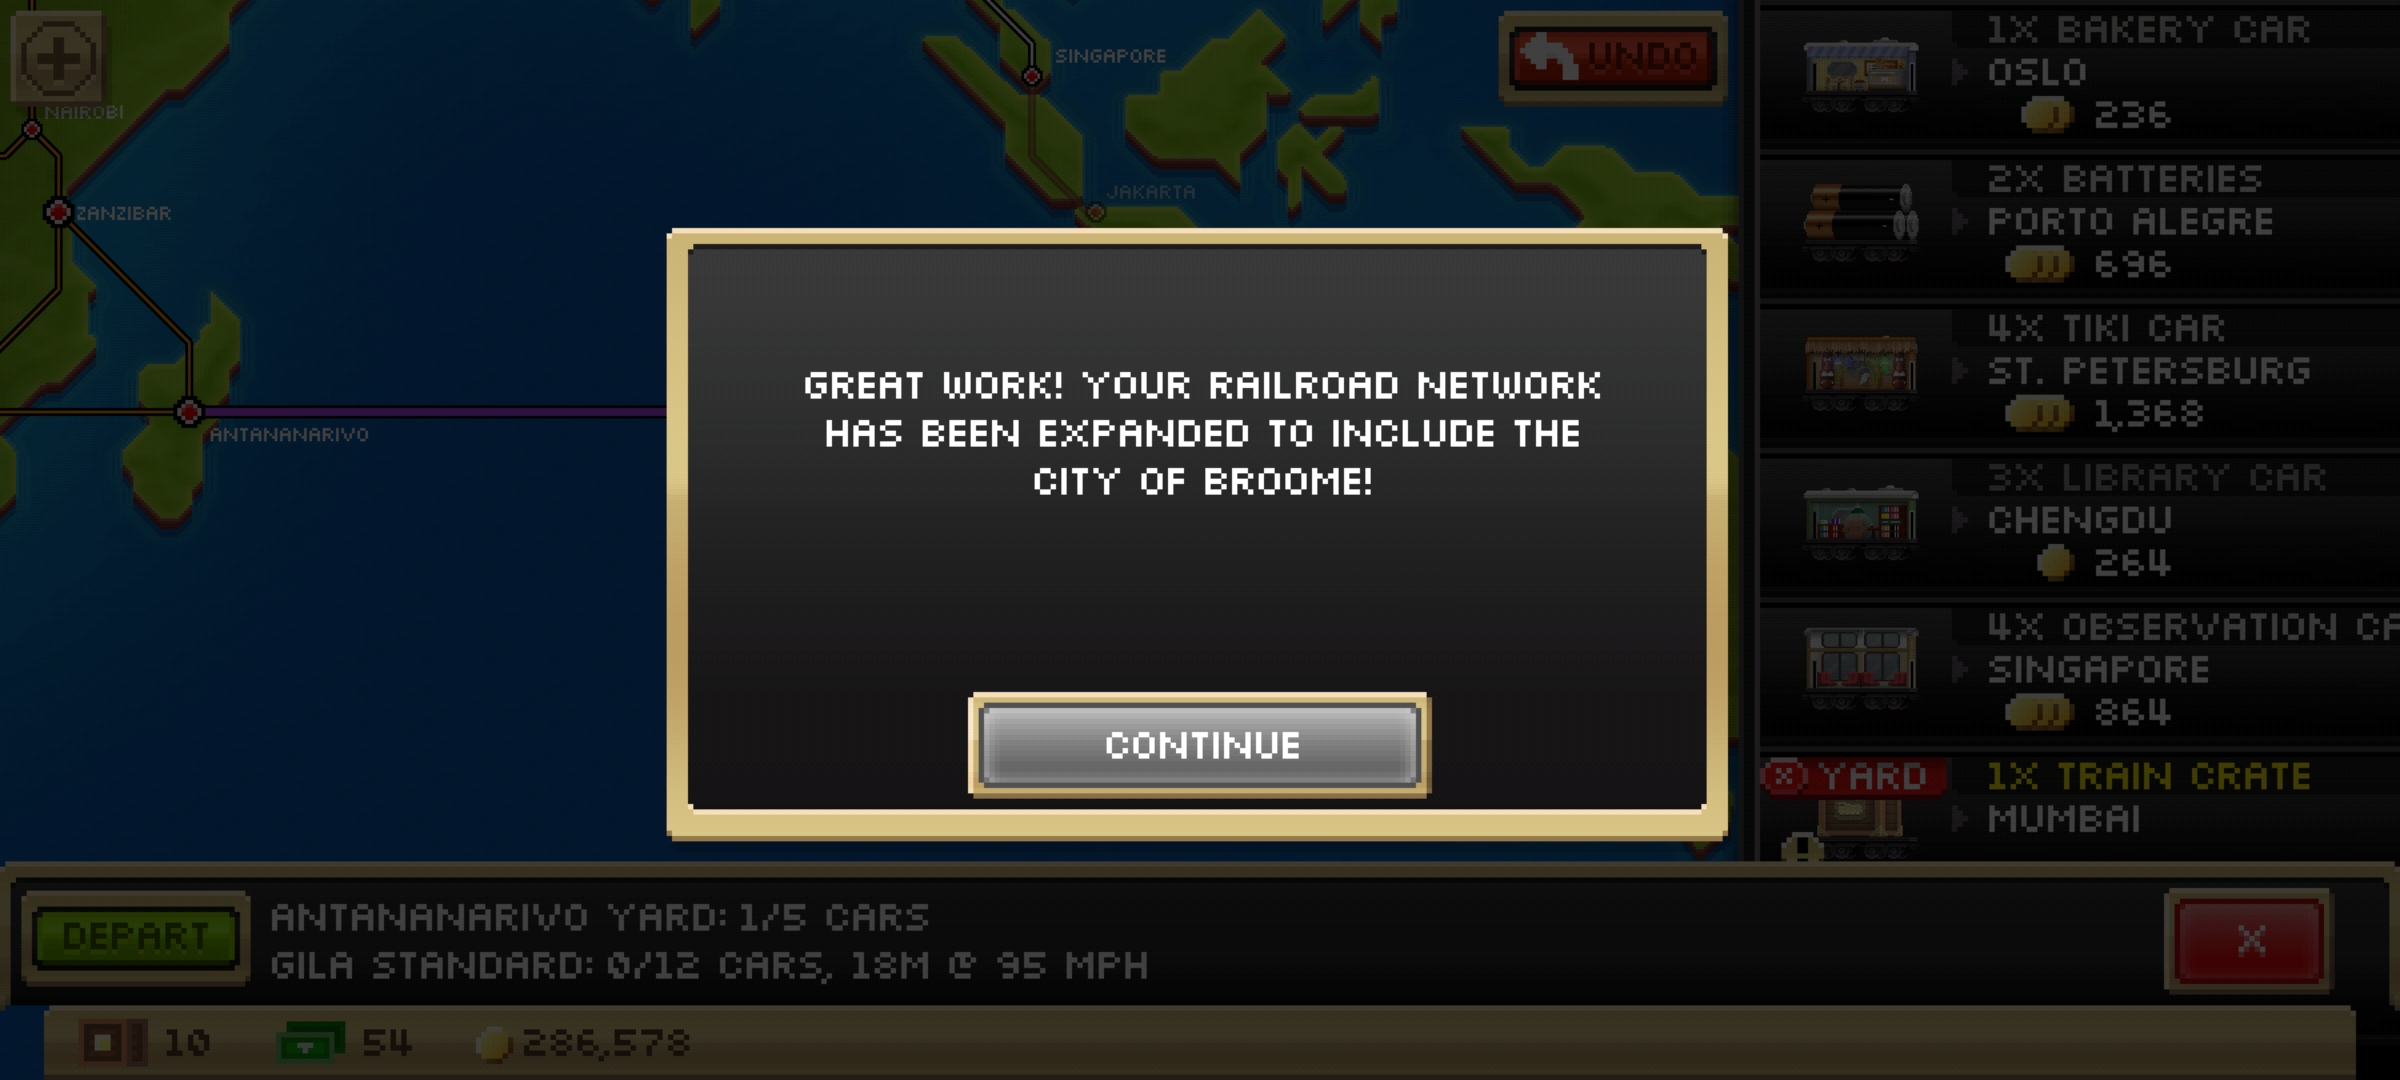 NAIROBI
ZANZIBAR
ANTANANARIVO
SINGAPORE
JAKARTA
UNDO
1X BAKERY CAR
OSLO
236
2X BATTERIES
PORTO ALEGRE
696
4X TIKI CAR
ST. PETERSBURG
1,368
3X LIBRARY CAR
CHENGDU
264
4X OBSERVATION CA
SINGAPORE
864
X YARD
1X TRAIN CRATE
MUMBAI
GREAT WORK! YOUR RAILROAD NETWORK
HAS BEEN EXPANDED TO INCLUDE THE
CITY OF BROOME!
CONTINUE
DEPART
ANTANANARIVO YARD: 1/5 CARS
GILA STANDARD: 0/12 CARS, 18M @ 95 MPH
X
10
54
286,578